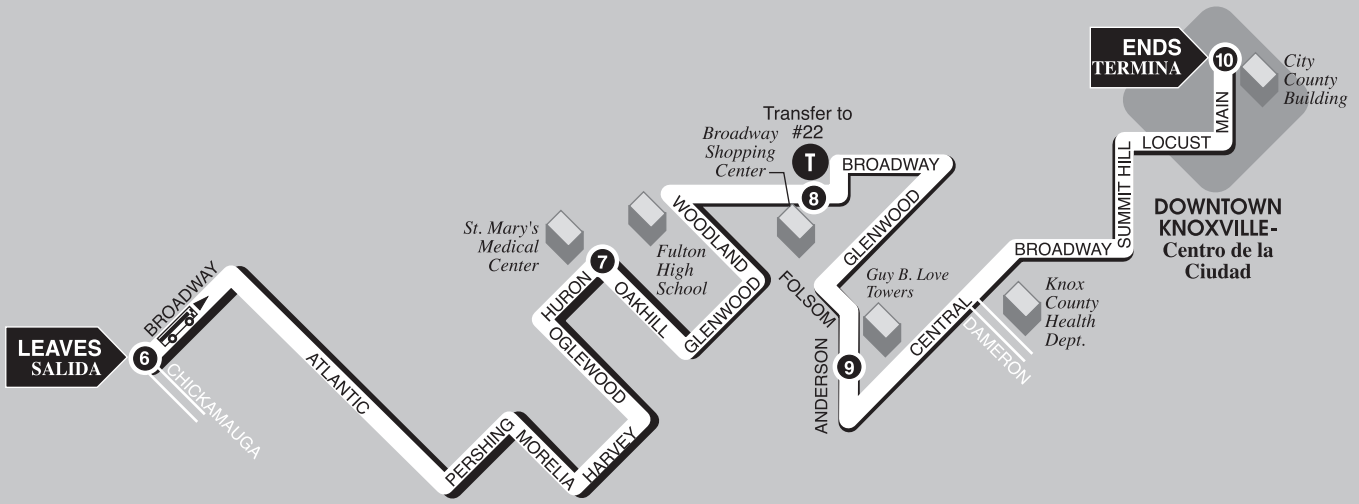 LEAVES
SALIDA
6
BROADWAY
CHICKAMAUGA
ATLANTIC
PERSHING
MORELIA
HARVEY
OGLEWOOD
HURON
7
St. Mary's
Medical
Center
OAKHILL
Fulton
High
School
GLENWOOD
WOODLAND
Transfer to
#22
T
Broadway
Shopping
Center
8
BROADWAY
GLENWOOD
FOLSOM
Guy B. Love
Towers
ANDERSON
9
CENTRAL
DAMERON
Knox
County
Health
Dept.
BROADWAY
SUMMIT HILL
LOCUST
MAIN
DOWNTOWN
KNOXVILLE-
Centro de la
Ciudad
ENDS
TERMINA
10
City
County
Building